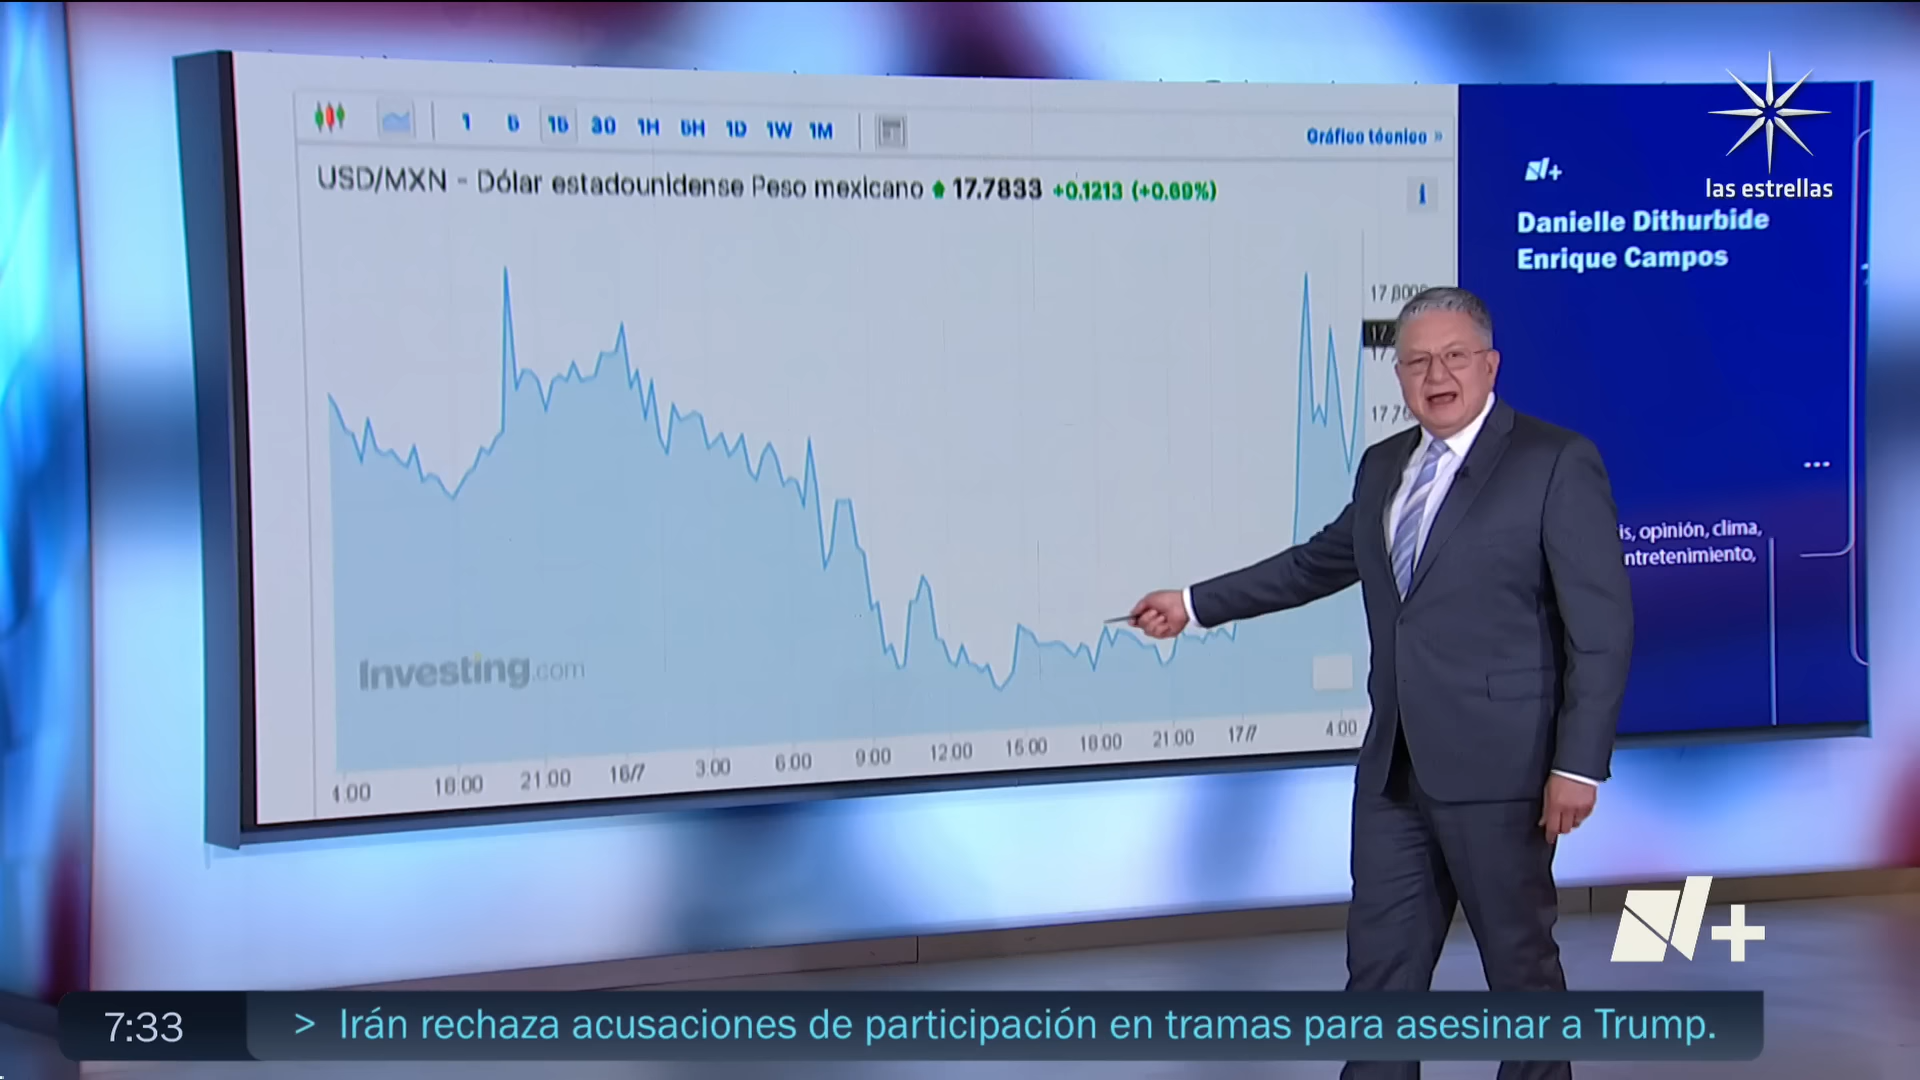 1 5 15 30 1H 5H 1D 1W 1M
Gráfico técnico »
USD/MXN - Dólar estadounidense Peso mexicano 17.7833 +0.1213 (+0.69%)
i
las estrellas
N+
Danielle Dithurbide
Enrique Campos
17.76
...
is, opinión, clima,
ntretenimiento,
Investing.com
18:00 21:00 16/7 3:00 6:00 9:00 12:00 15:00 18:00 21:00 17/7 4:00
N+
7:33 > Irán rechaza acusaciones de participación en tramas para asesinar a Trump.